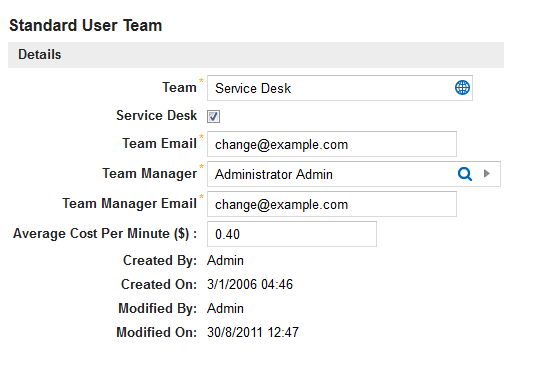 Standard User Team
Details
Team* Service Desk
Service Desk
Team Email* change@example.com
Team Manager* Administrator Admin
Team Manager Email* change@example.com
Average Cost Per Minute ($) : 0.40
Created By: Admin
Created On: 3/1/2006 04:46
Modified By: Admin
Modified On: 30/8/2011 12:47